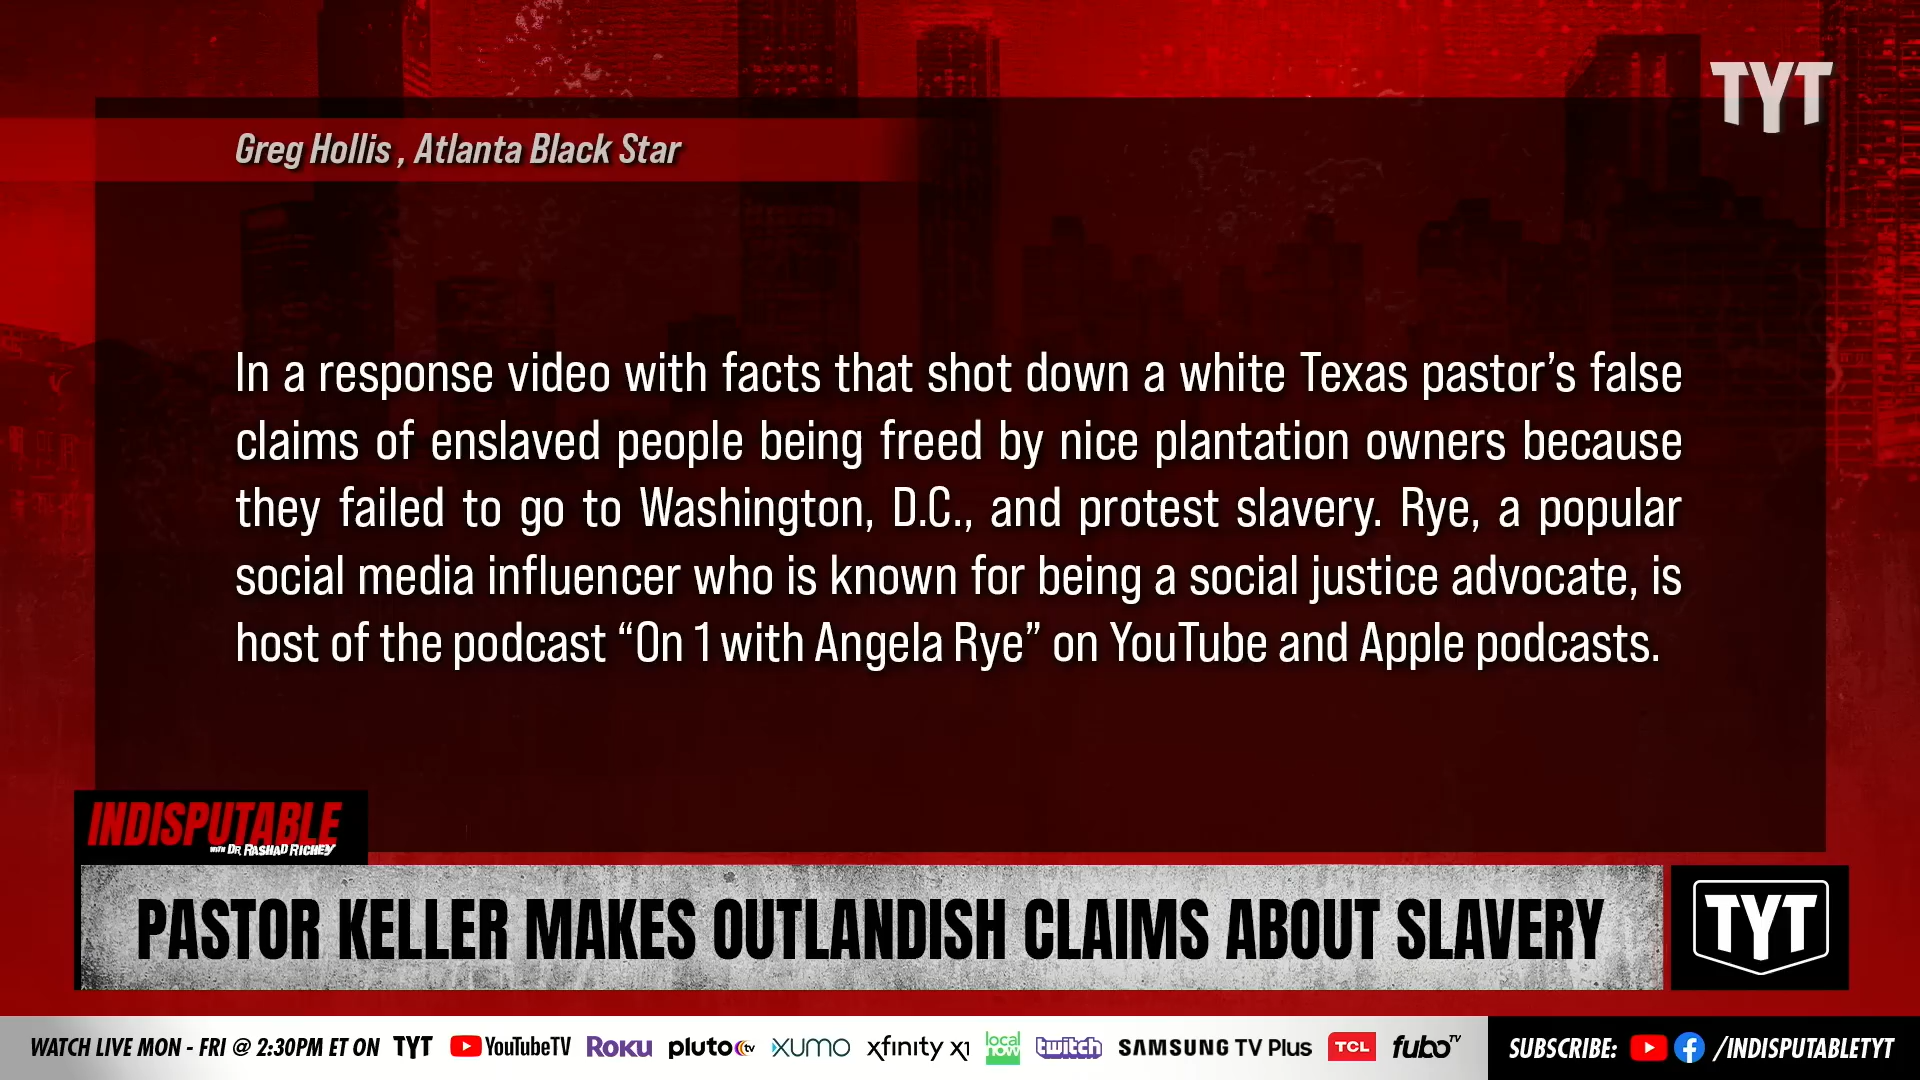 TYT
Greg Hollis , Atlanta Black Star
In a response video with facts that shot down a white Texas pastor’s false
claims of enslaved people being freed by nice plantation owners because
they failed to go to Washington, D.C., and protest slavery. Rye, a popular
social media influencer who is known for being a social justice advocate, is
host of the podcast “On 1 with Angela Rye” on YouTube and Apple podcasts.
INDISPUTABLE
WITH DR. RASHAD RICHEY
PASTOR KELLER MAKES OUTLANDISH CLAIMS ABOUT SLAVERY
TYT
WATCH LIVE MON - FRI @ 2:30PM ET ON TYT YouTubeTV ROKU pluto tv XUMO xfinity x1 local now twitch SAMSUNG TV Plus TCL fubo TV SUBSCRIBE: /INDISPUTABLETYT